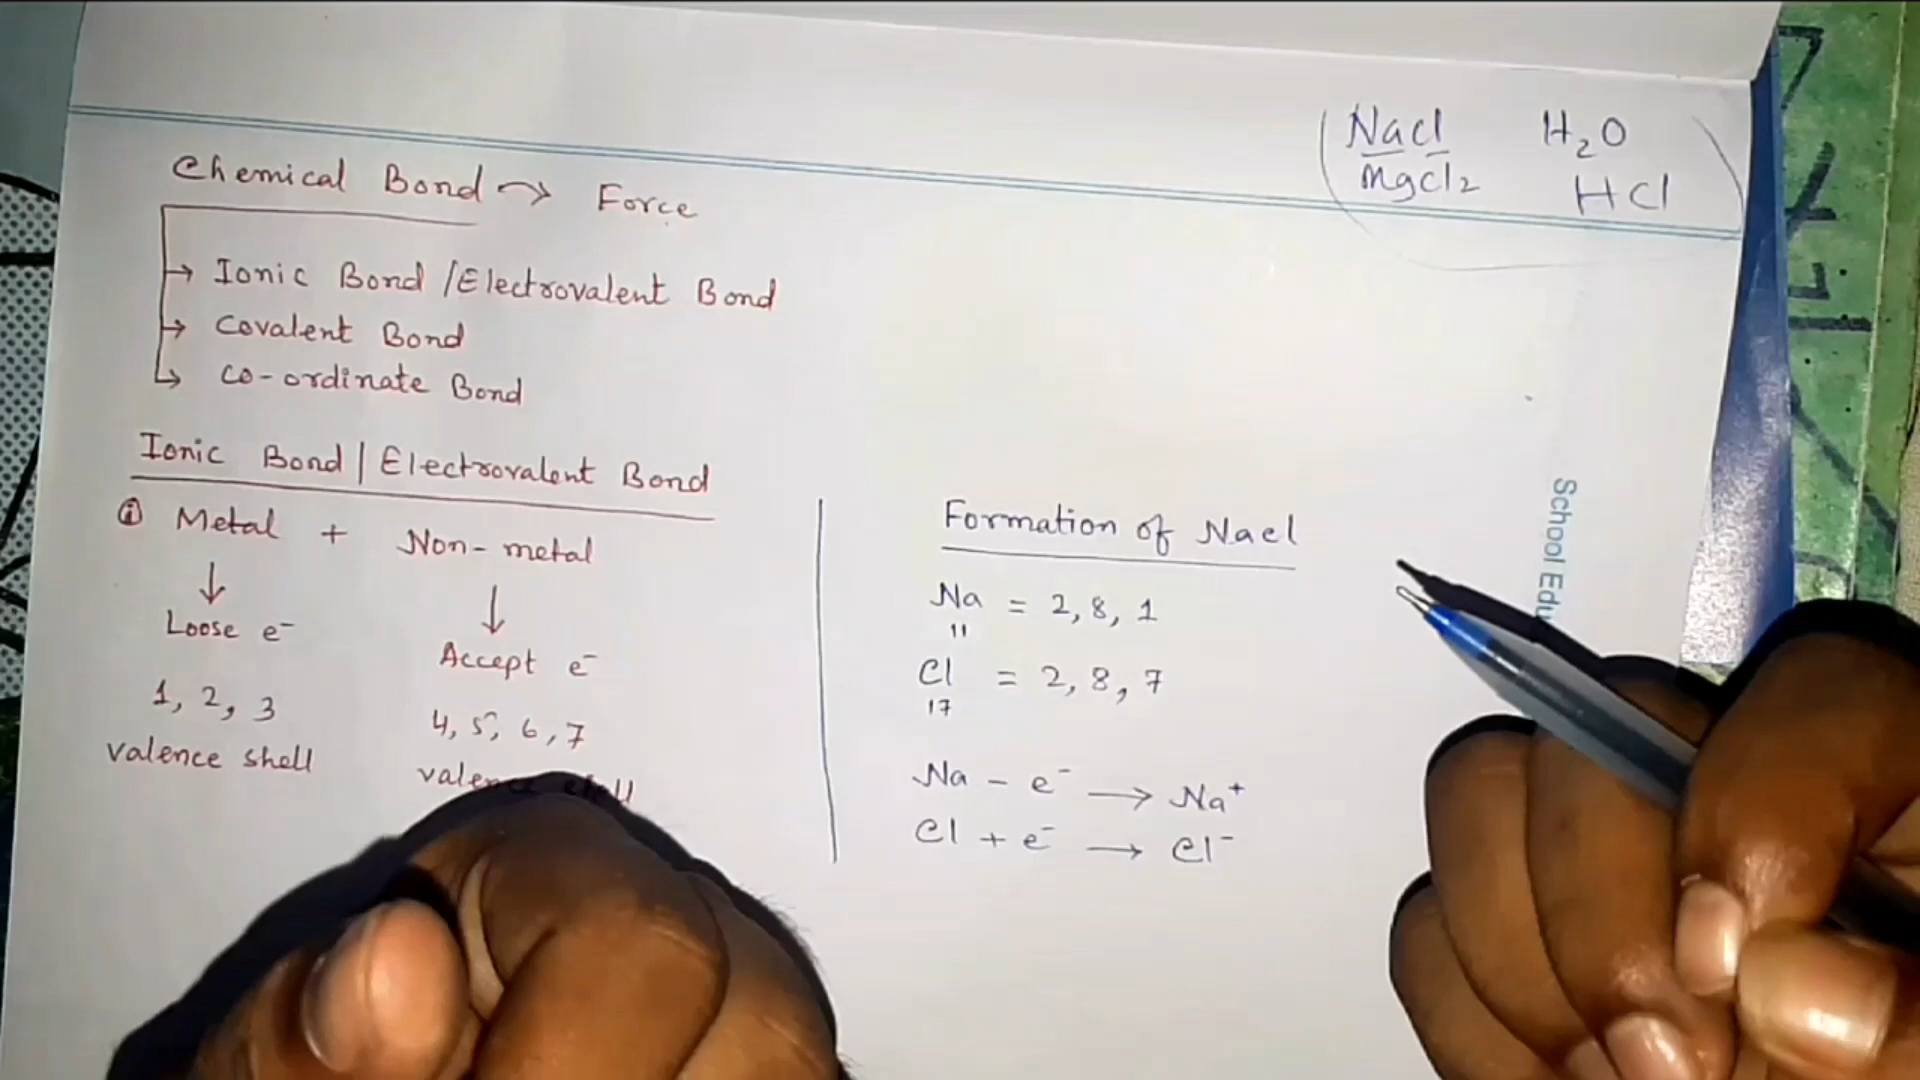 Nacl H₂O
Mgcl₂ HCl
Chemical Bond → Force
→ Ionic Bond /Electrovalent Bond
→ Covalent Bond
→ Co-ordinate Bond
Ionic Bond | Electrovalent Bond
① Metal + Non-metal
↓ ↓
Loose e⁻ Accept e⁻
1, 2, 3 4, 5, 6, 7
valence shell
Formation of Nacl
Na = 2, 8, 1
11
Cl = 2, 8, 7
17
Na - e⁻ → Na⁺
Cl + e⁻ → Cl⁻
School